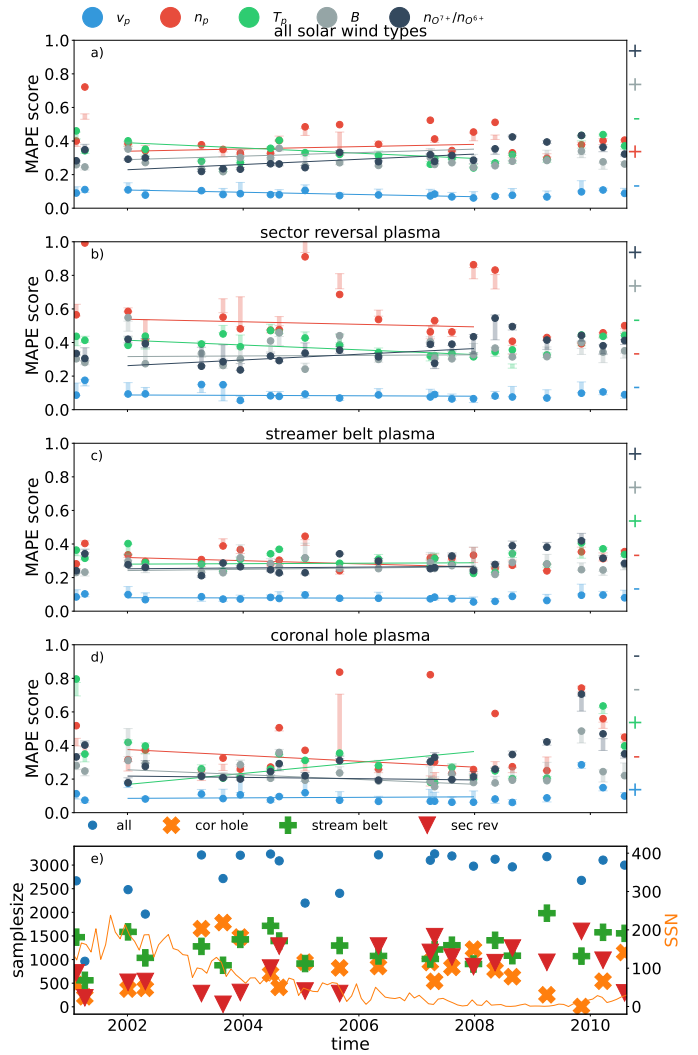 v_p n_p T_p B n_{O^{7+}}/n_{O^{6+}}
all solar wind types
a)
MAPE score
1.0
0.8
0.6
0.4
0.2
0.0
+
+
-
+
-
sector reversal plasma
b)
MAPE score
1.0
0.8
0.6
0.4
0.2
0.0
+
+
-
-
-
streamer belt plasma
c)
MAPE score
1.0
0.8
0.6
0.4
0.2
0.0
+
+
+
-
-
coronal hole plasma
d)
MAPE score
1.0
0.8
0.6
0.4
0.2
0.0
-
-
+
-
+
all cor hole stream belt sec rev
e)
samplesize
3000
2500
2000
1500
1000
500
0
400
300
200
100
0
SSN
2002 2004 2006 2008 2010
time